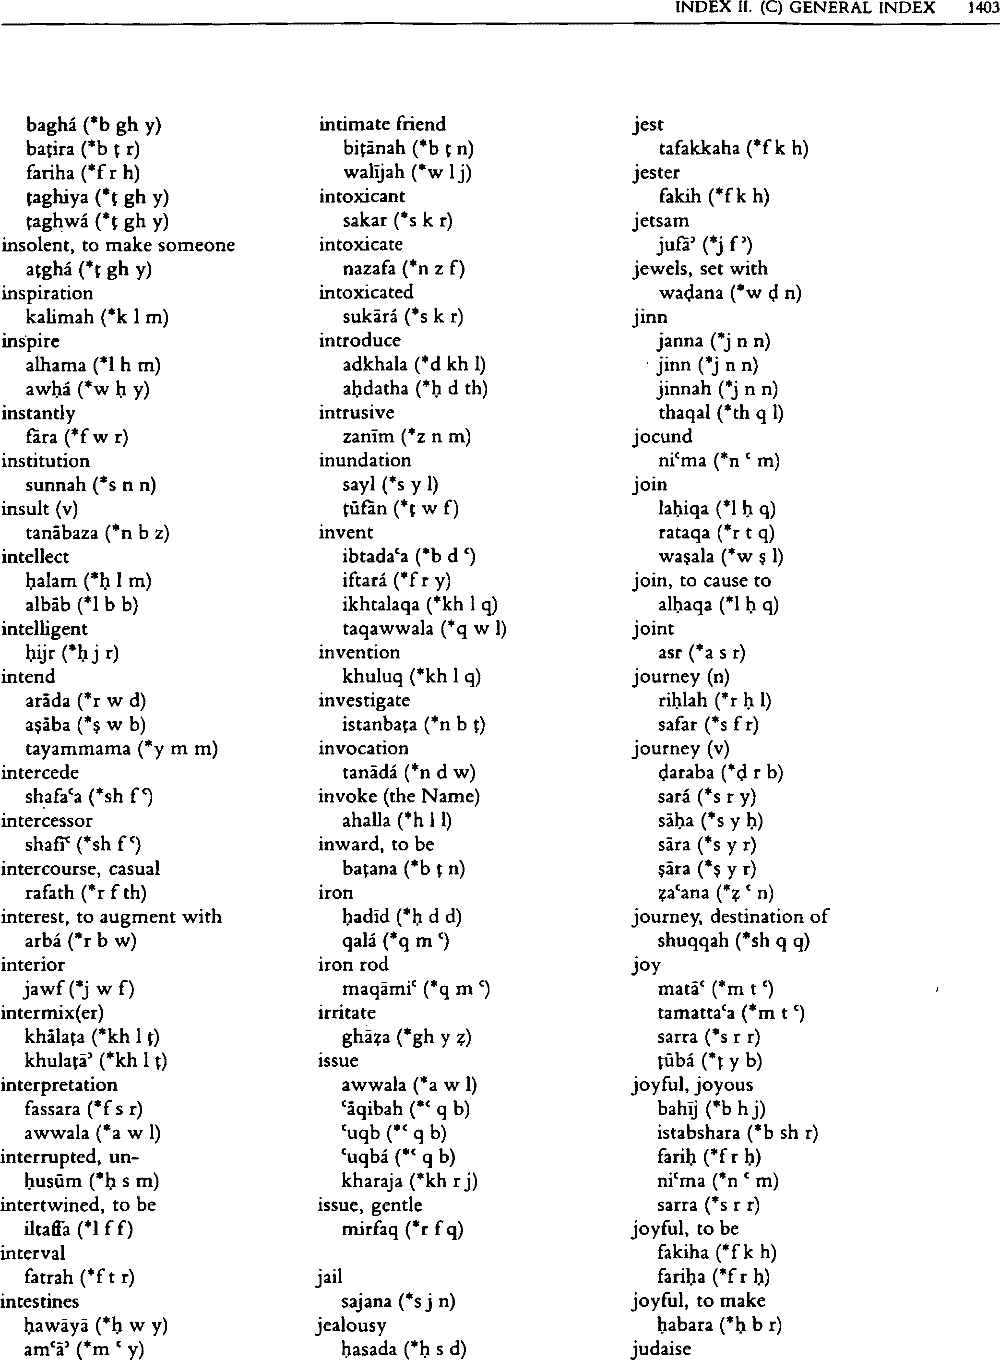 INDEX II. (C) GENERAL INDEX 1403
baghá (*b gh y)
baṭira (*b ṭ r)
fariha (*f r h)
ṭaghiya (*ṭ gh y)
ṭaghwá (*ṭ gh y)
insolent, to make someone
aṭghá (*ṭ gh y)
inspiration
kalimah (*k l m)
inspire
alhama (*l h m)
awḥá (*w ḥ y)
instantly
fāra (*f w r)
institution
sunnah (*s n n)
insult (v)
tanābaza (*n b z)
intellect
ḥalam (*ḥ l m)
albāb (*l b b)
intelligent
ḥijr (*ḥ j r)
intend
arāda (*r w d)
aṣāba (*ṣ w b)
tayammama (*y m m)
intercede
shafaʿa (*sh f ʿ)
intercessor
shafīʿ (*sh f ʿ)
intercourse, casual
rafath (*r f th)
interest, to augment with
arbá (*r b w)
interior
jawf (*j w f)
intermix(er)
khālaṭa (*kh l ṭ)
khulaṭāʾ (*kh l ṭ)
interpretation
fassara (*f s r)
awwala (*a w l)
interrupted, un-
ḥusūm (*ḥ s m)
intertwined, to be
iltaffa (*l f f)
interval
fatrah (*f t r)
intestines
ḥawāyā (*ḥ w y)
amʿāʾ (*m ʿ y)
intimate friend
biṭānah (*b ṭ n)
walījah (*w l j)
intoxicant
sakar (*s k r)
intoxicate
nazafa (*n z f)
intoxicated
sukārá (*s k r)
introduce
adkhala (*d kh l)
aḥdatha (*ḥ d th)
intrusive
zanīm (*z n m)
inundation
sayl (*s y l)
ṭūfān (*ṭ w f)
invent
ibtadaʿa (*b d ʿ)
iftará (*f r y)
ikhtalaqa (*kh l q)
taqawwala (*q w l)
invention
khuluq (*kh l q)
investigate
istanbaṭa (*n b ṭ)
invocation
tanādá (*n d w)
invoke (the Name)
ahalla (*h l l)
inward, to be
baṭana (*b ṭ n)
iron
ḥadīd (*ḥ d d)
qalá (*q m ʿ)
iron rod
maqāmiʿ (*q m ʿ)
irritate
ghāẓa (*gh y ẓ)
issue
awwala (*a w l)
ʿāqibah (*ʿ q b)
ʿuqb (*ʿ q b)
ʿuqbá (*ʿ q b)
kharaja (*kh r j)
issue, gentle
mirfaq (*r f q)
jail
sajana (*s j n)
jealousy
ḥasada (*ḥ s d)
jest
tafakkaha (*f k h)
jester
fakih (*f k h)
jetsam
jufāʾ (*j f ʾ)
jewels, set with
waḍana (*w ḍ n)
jinn
janna (*j n n)
jinn (*j n n)
jinnah (*j n n)
thaqal (*th q l)
jocund
niʿma (*n ʿ m)
join
laḥiqa (*l ḥ q)
rataqa (*r t q)
waṣala (*w ṣ l)
join, to cause to
alḥaqa (*l ḥ q)
joint
asr (*a s r)
journey (n)
riḥlah (*r ḥ l)
safar (*s f r)
journey (v)
ḍaraba (*ḍ r b)
sará (*s r y)
sāḥa (*s y ḥ)
sāra (*s y r)
ṣāra (*ṣ y r)
ẓaʿana (*ẓ ʿ n)
journey, destination of
shuqqah (*sh q q)
joy
matāʿ (*m t ʿ)
tamattaʿa (*m t ʿ)
sarra (*s r r)
ṭūbá (*ṭ y b)
joyful, joyous
bahīj (*b h j)
istabshara (*b sh r)
fariḥ (*f r ḥ)
niʿma (*n ʿ m)
sarra (*s r r)
joyful, to be
fakiha (*f k h)
fariḥa (*f r ḥ)
joyful, to make
ḥabara (*ḥ b r)
judaise